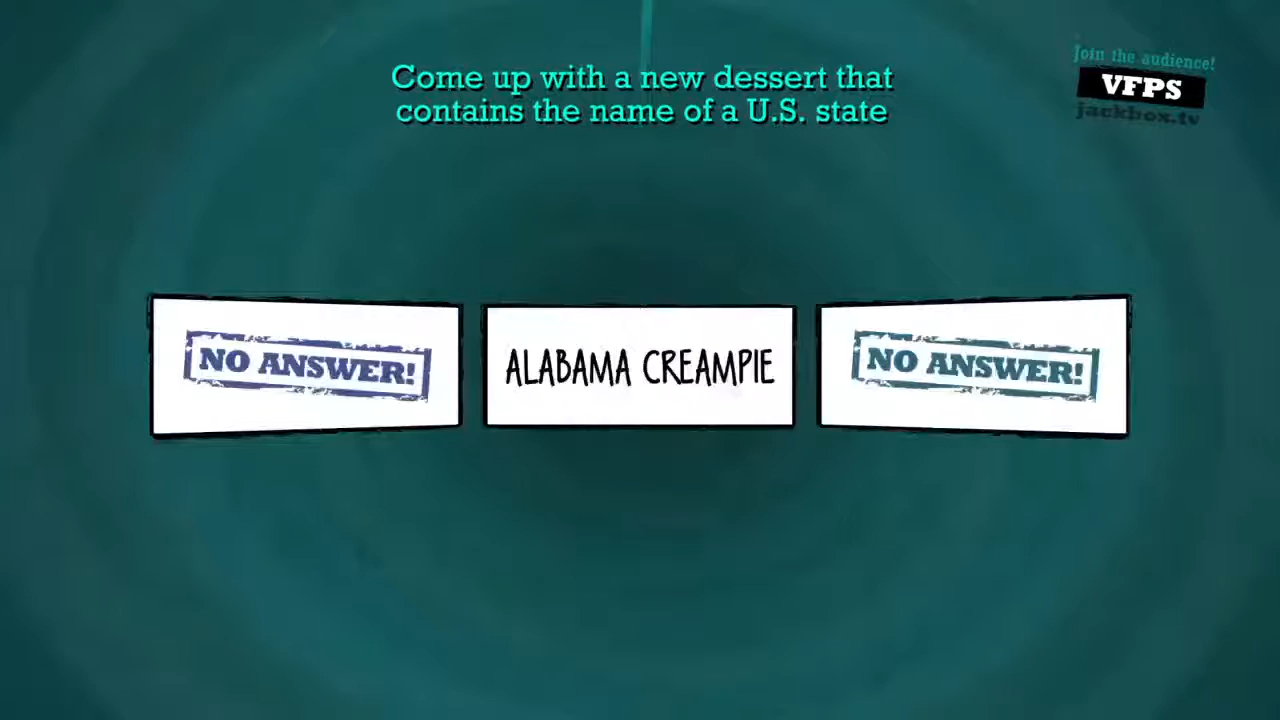 Come up with a new dessert that
contains the name of a U.S. state
Join the audience!
VFPS
jackbox.tv
NO ANSWER!
ALABAMA CREAMPIE
NO ANSWER!